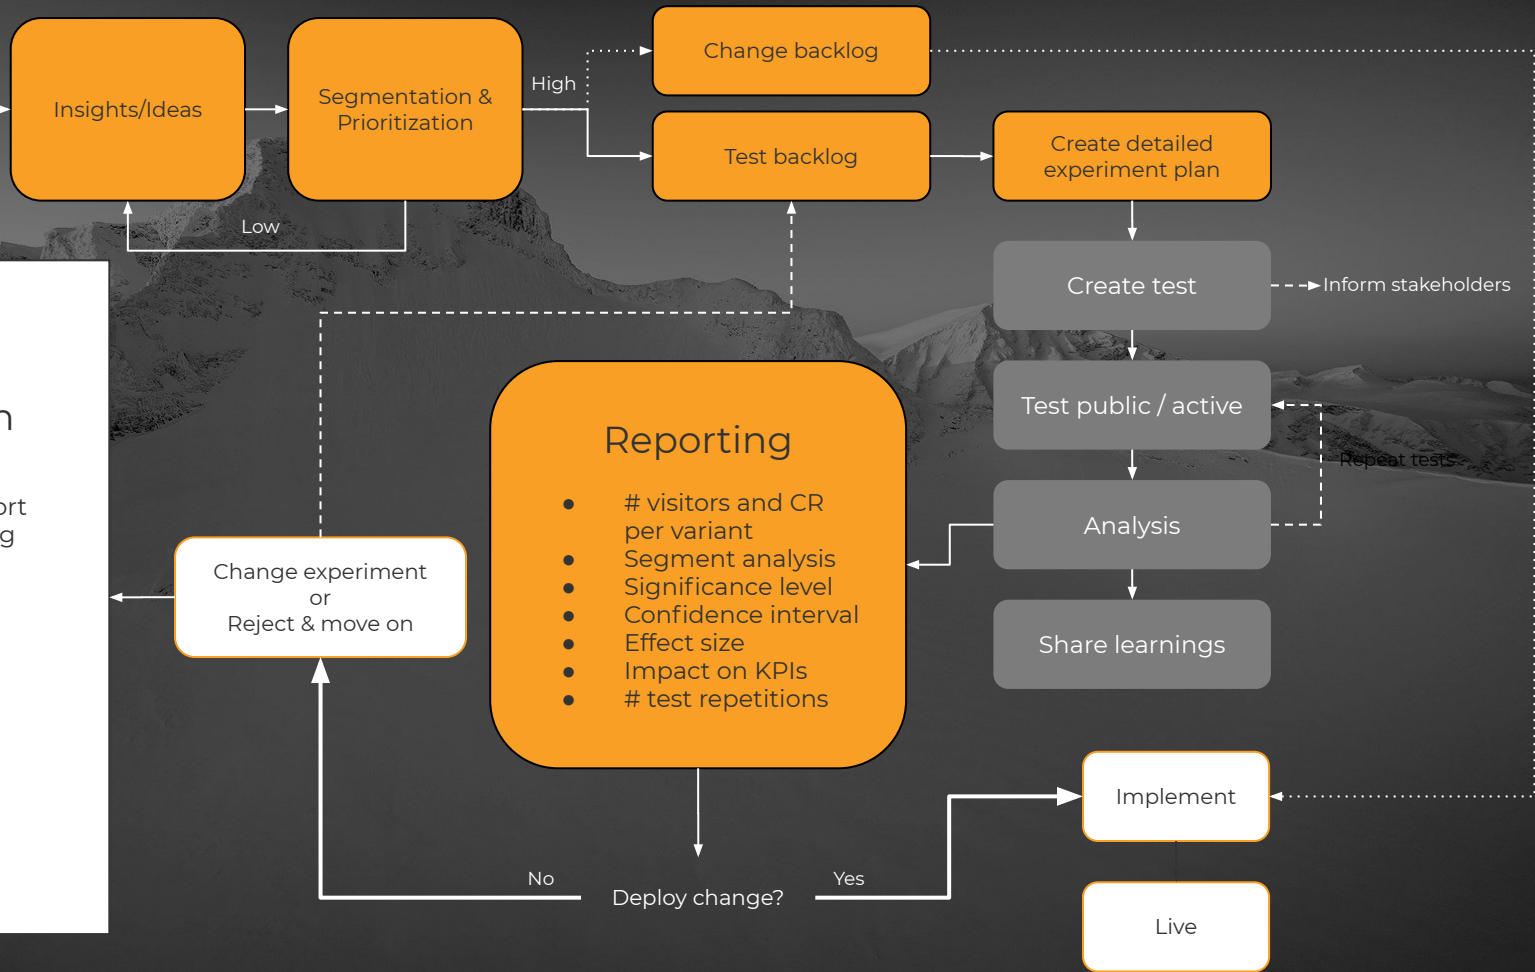 Change backlog
High
Insights/Ideas
Segmentation &
Prioritization
Test backlog
Create detailed
experiment plan
Low
Create test
Inform stakeholders
Test public / active
Repeat tests
Reporting
● # visitors and CR
per variant
● Segment analysis
● Significance level
● Confidence interval
● Effect size
● Impact on KPIs
● # test repetitions
Analysis
Share learnings
Change experiment
or
Reject & move on
Implement
No
Deploy change?
Yes
Live